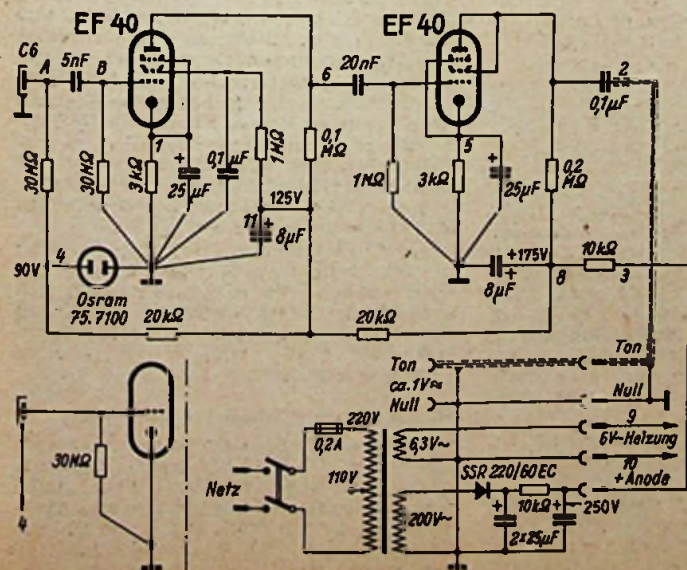 EF 40
EF 40
C6
A
5nF
B
6
20nF
2
0,1µF
30MΩ
30MΩ
3kΩ
1
+
25µF
0,1µF
1MΩ
0,1 MΩ
125V
11
+
8µF
1MΩ
3kΩ
5
+
25µF
0,2 MΩ
+175V
+
8µF
8
10kΩ
3
90V
4
Osram
75.7100
20kΩ
20kΩ
Ton
ca. 1V≈
Null
Ton
Null
9
6V-Heizung
10
+Anode
30MΩ
4
Netz
0,2A
220V
110V
6,3V~
200V~
SSR 220/60 EC
+
10kΩ
+
250V
2x25µF